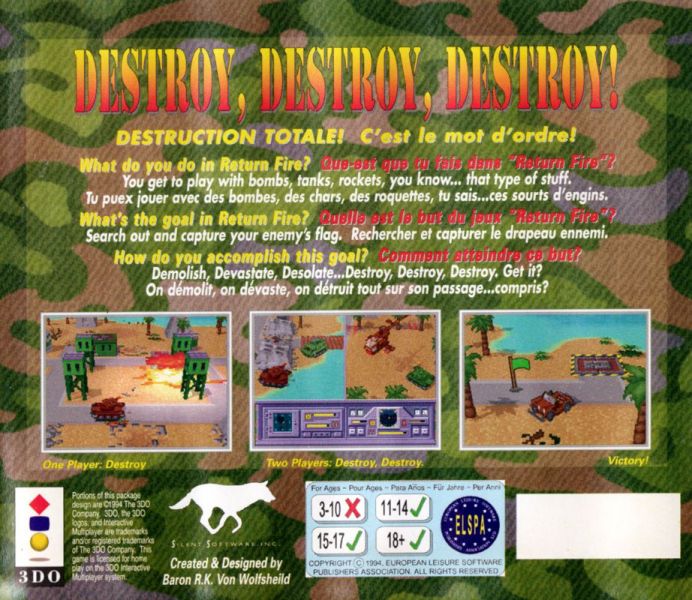 DESTROY, DESTROY, DESTROY!
DESTRUCTION TOTALE! C'est le mot d'ordre!
What do you do in Return Fire? Que-est que tu fais dans "Return Fire"?
You get to play with bombs, tanks, rockets, you know... that type of stuff.
Tu puex jouer avec des bombes, des chars, des roquettes, tu sais...ces sourts d'engins.
What's the goal in Return Fire? Quelle est le but du jeux "Return Fire"?
Search out and capture your enemy's flag. Rechercher et capturer le drapeau ennemi.
How do you accomplish this goal? Comment atteindre ce but?
Demolish, Devastate, Desolate...Destroy, Destroy, Destroy. Get it?
On démolit, on dévaste, on détruit tout sur son passage...compris?
One Player: Destroy
Two Players: Destroy, Destroy.
Victory!
3DO
Portions of this package
design are ©1994 The 3DO
Company. 3DO, the 3DO
logos, and Interactive
Multiplayer are trademarks
and/or registered trademarks
of The 3DO Company. This
game is licensed for home
play on the 3DO Interactive
Multiplayer system.
SILENT SOFTWARE, INC.
Created & Designed by
Baron R.K. Von Wolfsheild
For Ages - Pour Ages - Para Años - Für Jahre - Per Anni
3-10 11-14
15-17 18+
ELSPA
COPYRIGHT © 1994, EUROPEAN LEISURE SOFTWARE
PUBLISHERS ASSOCIATION. ALL RIGHTS RESERVED